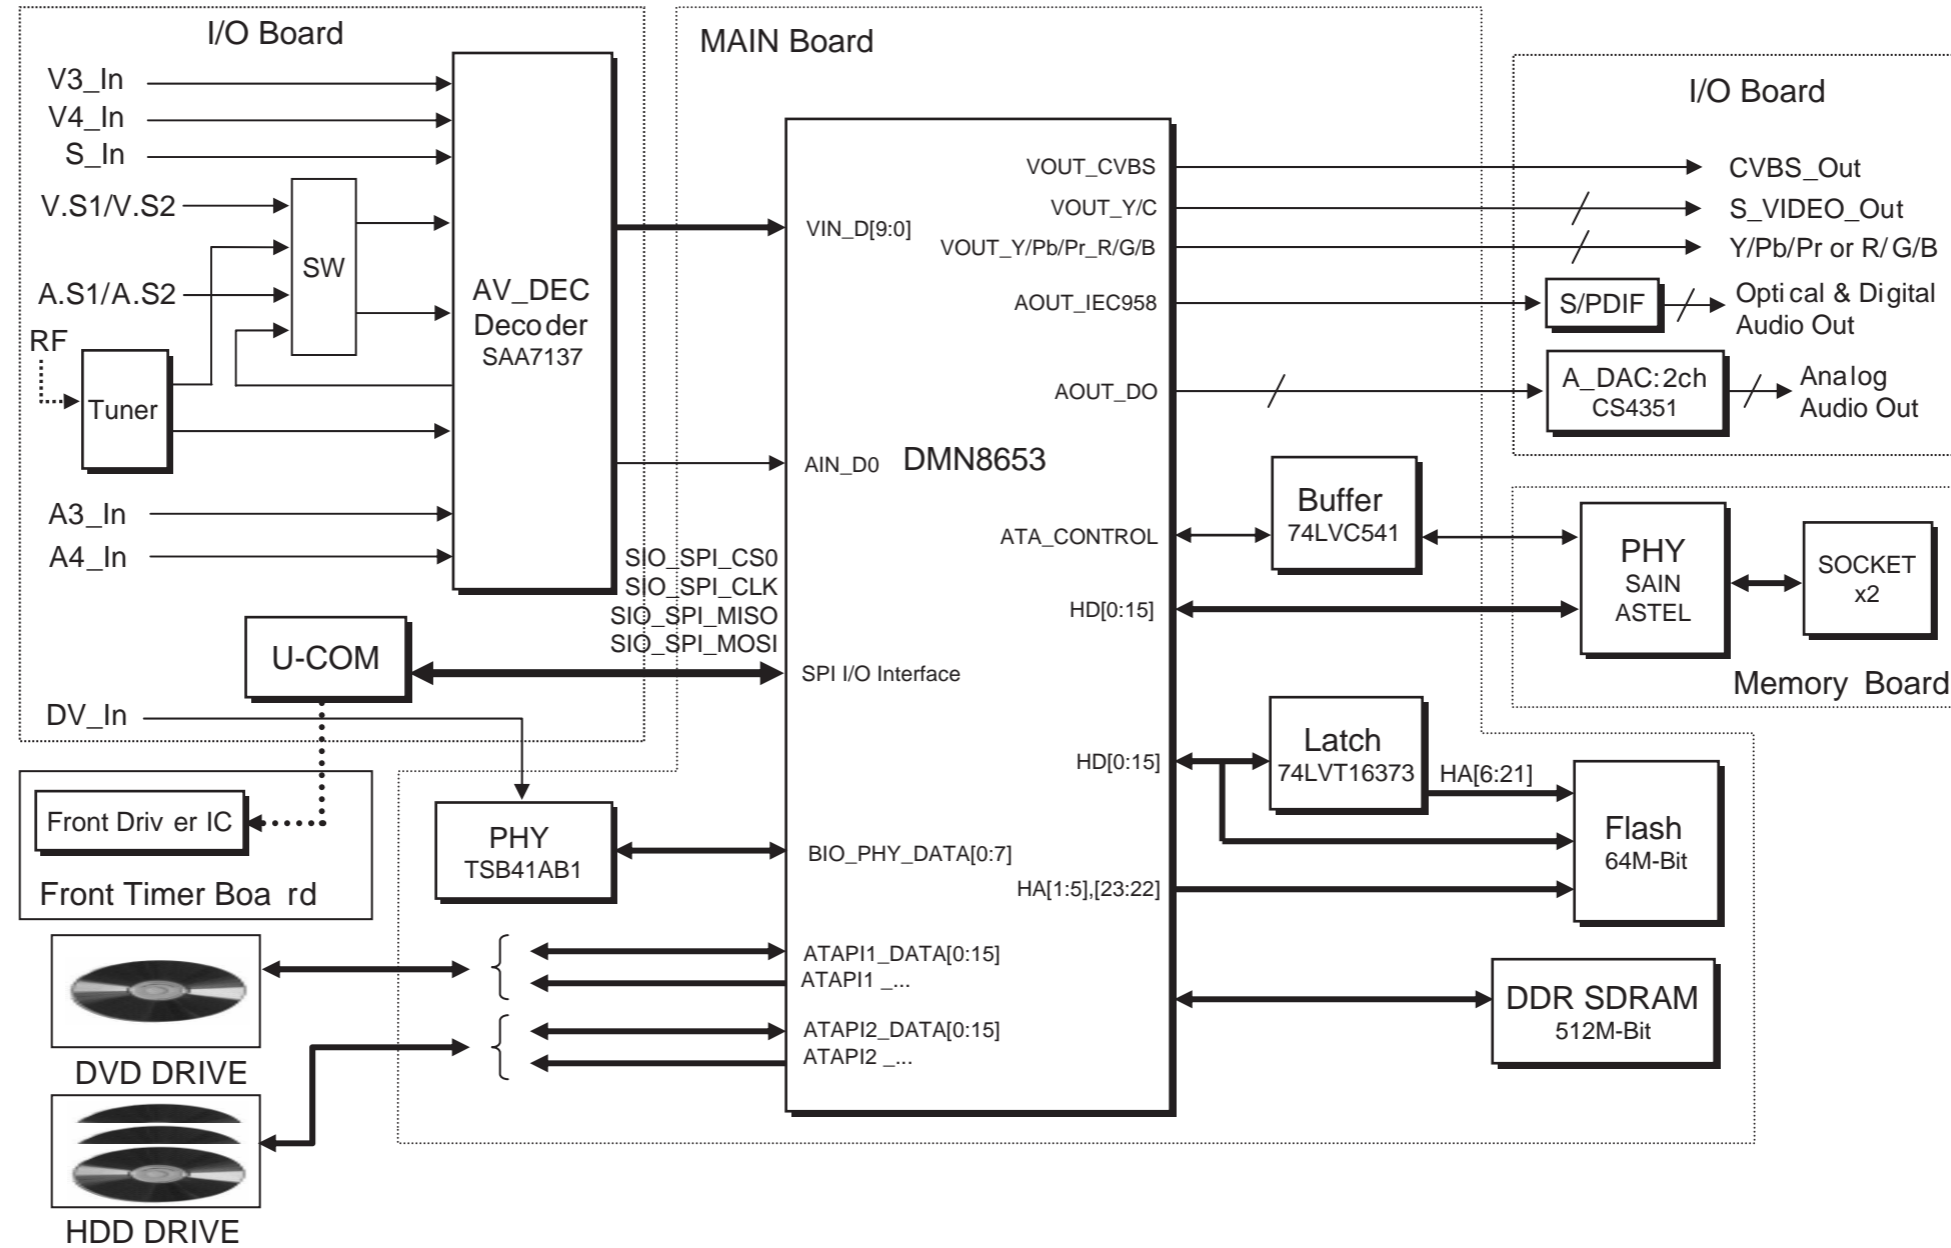 I/O Board
V3_In
V4_In
S_In
V.S1/V.S2
A.S1/A.S2
RF
Tuner
SW
AV_DEC
Decoder
SAA7137
A3_In
A4_In
U-COM
DV_In
Front Driv er IC
Front Timer Boa rd
DVD DRIVE
HDD DRIVE
MAIN Board
SIO_SPI_CS0
SIO_SPI_CLK
SIO_SPI_MISO
SIO_SPI_MOSI
PHY
TSB41AB1
DMN8653
VIN_D[9:0]
AIN_D0
SPI I/O Interface
BIO_PHY_DATA[0:7]
ATAPI1_DATA[0:15]
ATAPI1 _...
ATAPI2_DATA[0:15]
ATAPI2 _...
VOUT_CVBS
VOUT_Y/C
VOUT_Y/Pb/Pr_R/G/B
AOUT_IEC958
AOUT_DO
ATA_CONTROL
HD[0:15]
HD[0:15]
HA[1:5],[23:22]
Buffer
74LVC541
Latch
74LVT16373
HA[6:21]
Flash
64M-Bit
DDR SDRAM
512M-Bit
I/O Board
CVBS_Out
S_VIDEO_Out
Y/Pb/Pr or R/G/B
S/PDIF
Optical & Digital
Audio Out
A_DAC:2ch
CS4351
Analog
Audio Out
PHY
SAIN
ASTEL
SOCKET
x2
Memory Board